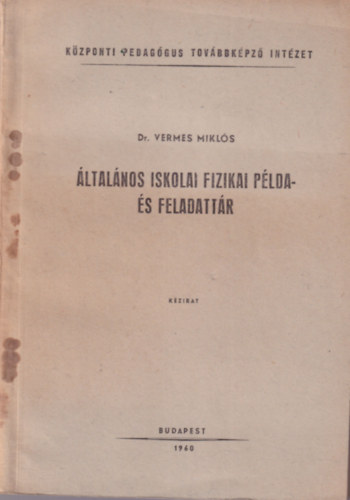 KÖZPONTI PEDAGÓGUS TOVÁBBKÉPZŐ INTÉZET
Dr. VERMES MIKLÓS
ÁLTALÁNOS ISKOLAI FIZIKAI PÉLDA-
ÉS FELADATTÁR
KÉZIRAT
BUDAPEST
1960